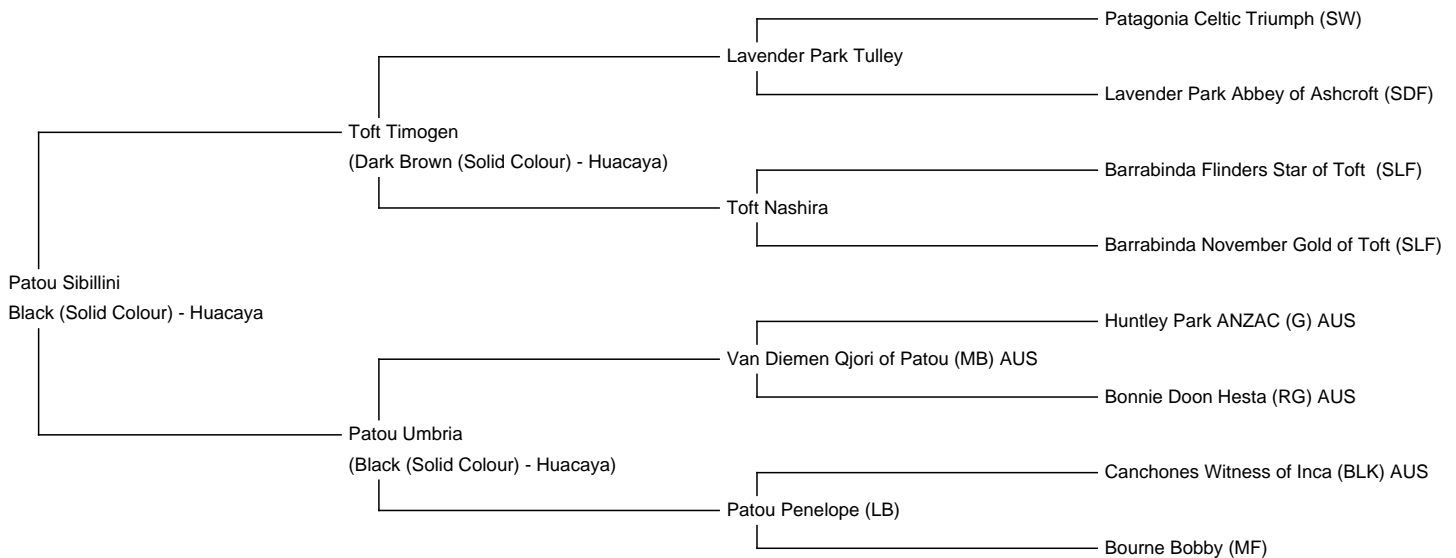 Patagonia Celtic Triumph (SW)
Lavender Park Tulley
Lavender Park Abbey of Ashcroft (SDF)
Toft Timogen
(Dark Brown (Solid Colour) - Huacaya)
Barrabinda Flinders Star of Toft  (SLF)
Toft Nashira
Barrabinda November Gold of Toft (SLF)
Patou Sibillini
Black (Solid Colour) - Huacaya
Huntley Park ANZAC (G) AUS
Van Diemen Qjori of Patou (MB) AUS
Bonnie Doon Hesta (RG) AUS
Patou Umbria
(Black (Solid Colour) - Huacaya)
Canchones Witness of Inca (BLK) AUS
Patou Penelope (LB)
Bourne Bobby (MF)